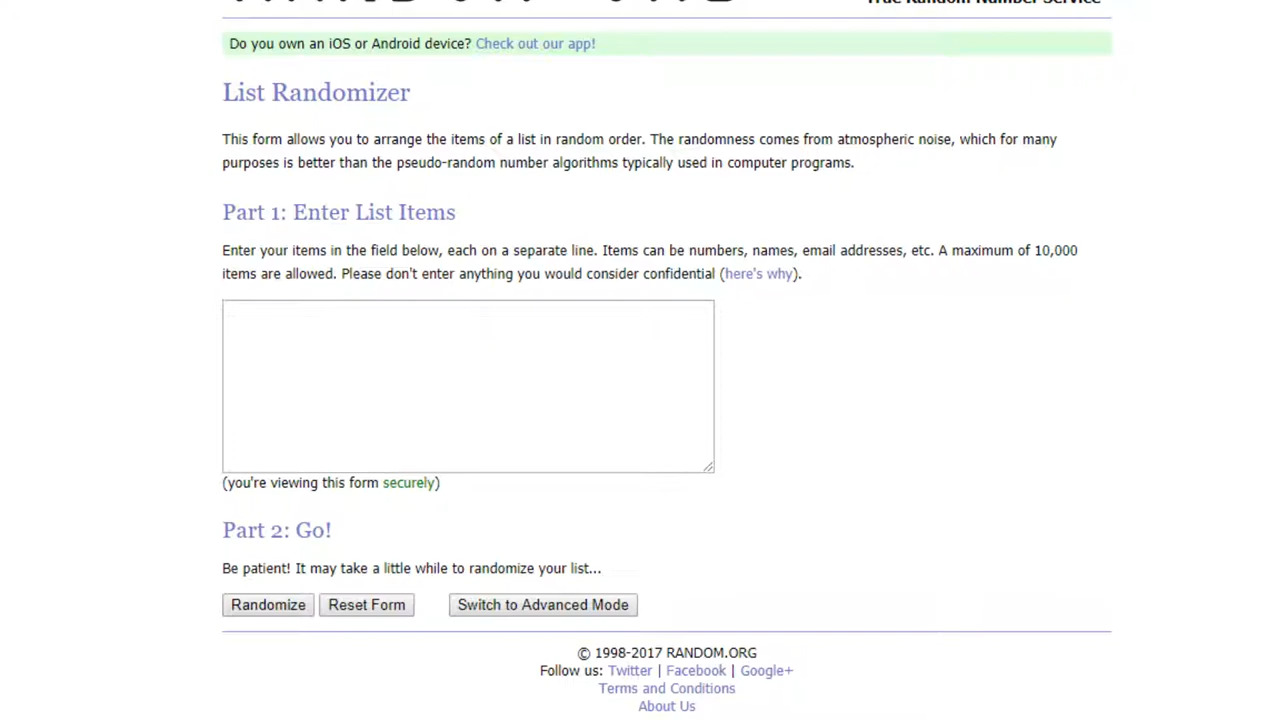 True Random Number Service
Do you own an iOS or Android device? Check out our app!
List Randomizer
This form allows you to arrange the items of a list in random order. The randomness comes from atmospheric noise, which for many
purposes is better than the pseudo-random number algorithms typically used in computer programs.
Part 1: Enter List Items
Enter your items in the field below, each on a separate line. Items can be numbers, names, email addresses, etc. A maximum of 10,000
items are allowed. Please don't enter anything you would consider confidential (here's why).
(you're viewing this form securely)
Part 2: Go!
Be patient! It may take a little while to randomize your list...
Randomize Reset Form Switch to Advanced Mode
© 1998-2017 RANDOM.ORG
Follow us: Twitter | Facebook | Google+
Terms and Conditions
About Us